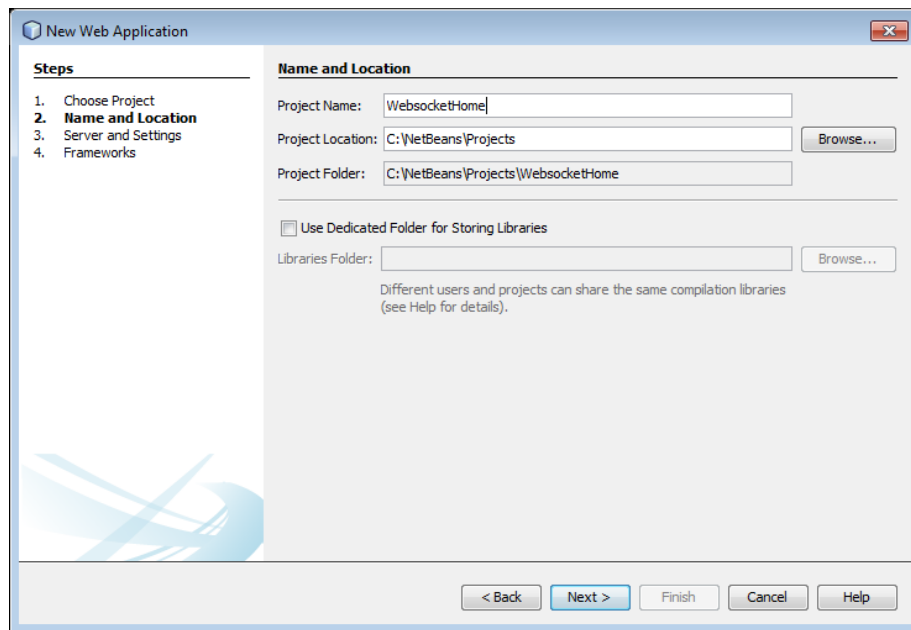 New Web Application
Steps
1. Choose Project
2. Name and Location
3. Server and Settings
4. Frameworks
Name and Location
Project Name: WebsocketHome
Project Location: C:\NetBeans\Projects Browse...
Project Folder: C:\NetBeans\Projects\WebsocketHome
Use Dedicated Folder for Storing Libraries
Libraries Folder: Browse...
Different users and projects can share the same compilation libraries
(see Help for details).
< Back Next > Finish Cancel Help